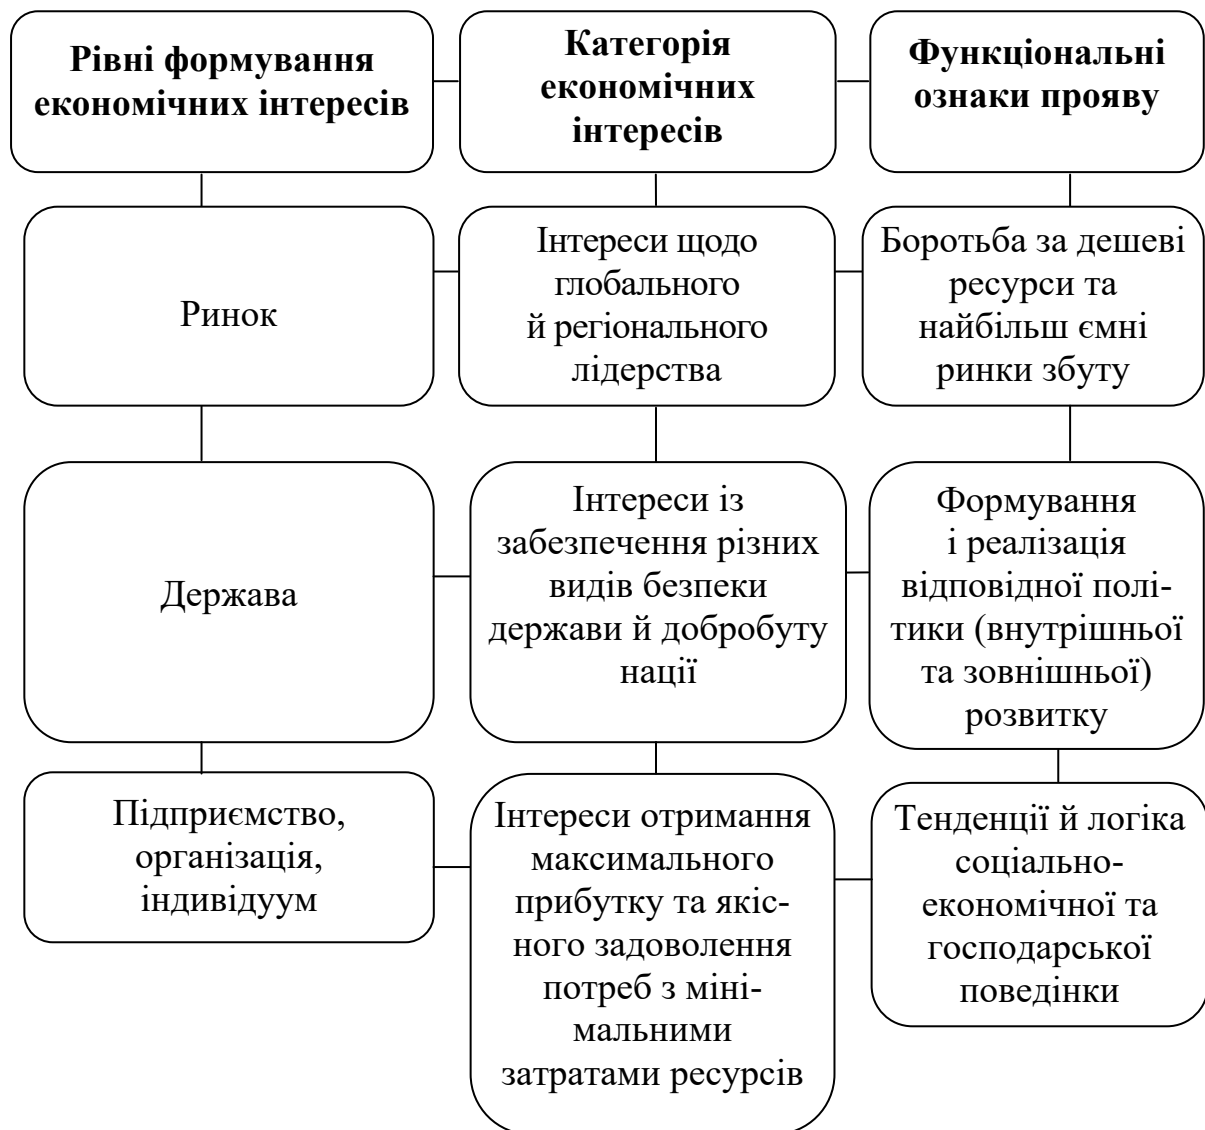 Рівні формування
економічних інтересів
Категорія
економічних
інтересів
Функціональні
ознаки прояву
Ринок
Інтереси щодо
глобального
й регіонального
лідерства
Боротьба за дешеві
ресурси та
найбільш ємні
ринки збуту
Держава
Інтереси із
забезпечення різних
видів безпеки
держави й добробуту
нації
Формування
і реалізація
відповідної полі-
тики (внутрішньої
та зовнішньої)
розвитку
Підприємство,
організація,
індивідуум
Інтереси отримання
максимального
прибутку та якіс-
ного задоволення
потреб з міні-
мальними
затратами ресурсів
Тенденції й логіка
соціально-
економічної та
господарської
поведінки